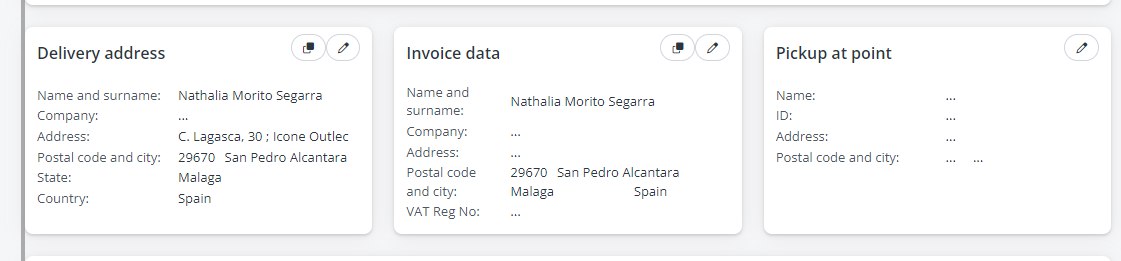 Delivery address
Name and surname: Nathalia Morito Segarra
Company: ...
Address: C. Lagasca, 30 ; Icone Outlec
Postal code and city: 29670 San Pedro Alcantara
State: Malaga
Country: Spain
Invoice data
Name and surname: Nathalia Morito Segarra
Company: ...
Address: ...
Postal code and city: 29670 San Pedro Alcantara
Malaga Spain
VAT Reg No: ...
Pickup at point
Name: ...
ID: ...
Address: ...
Postal code and city: ... ...